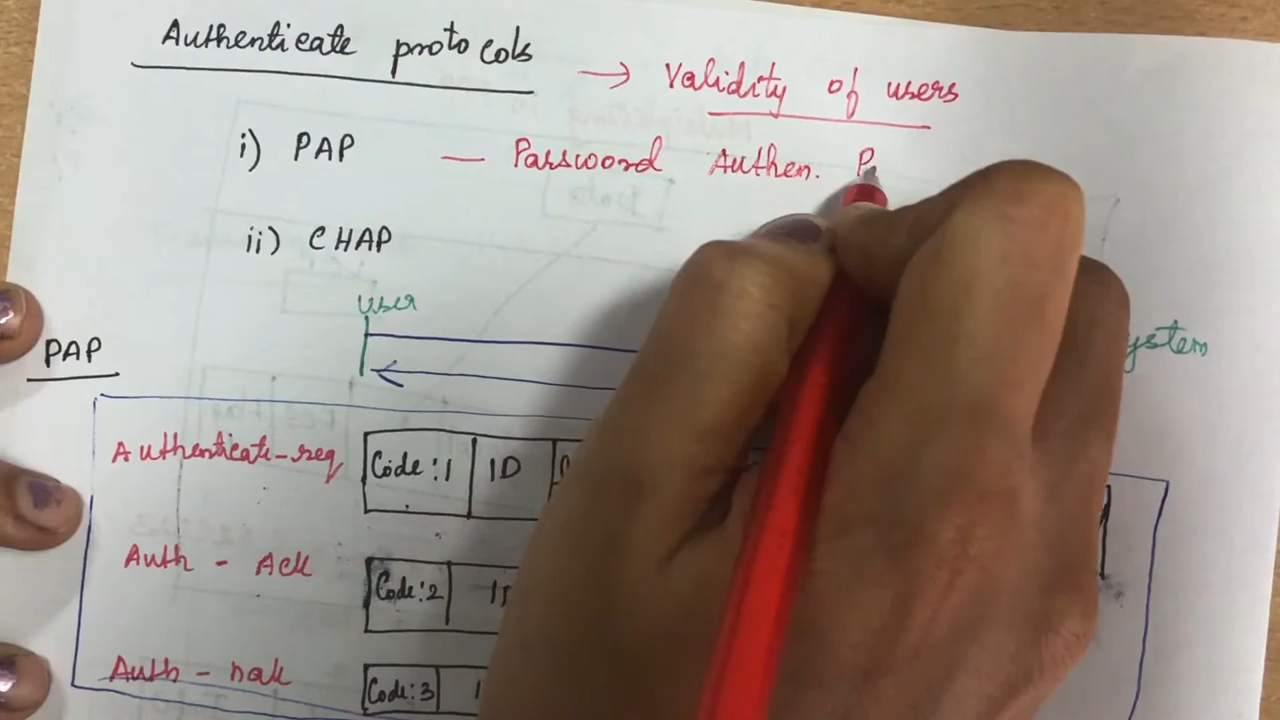 Authenticate protocols → Validity of users
i) PAP — Password Authen. P
ii) CHAP
User
ystem
PAP
Authenticate-req Code:1 ID
Auth - Ack Code:2
Auth - nak Code:3